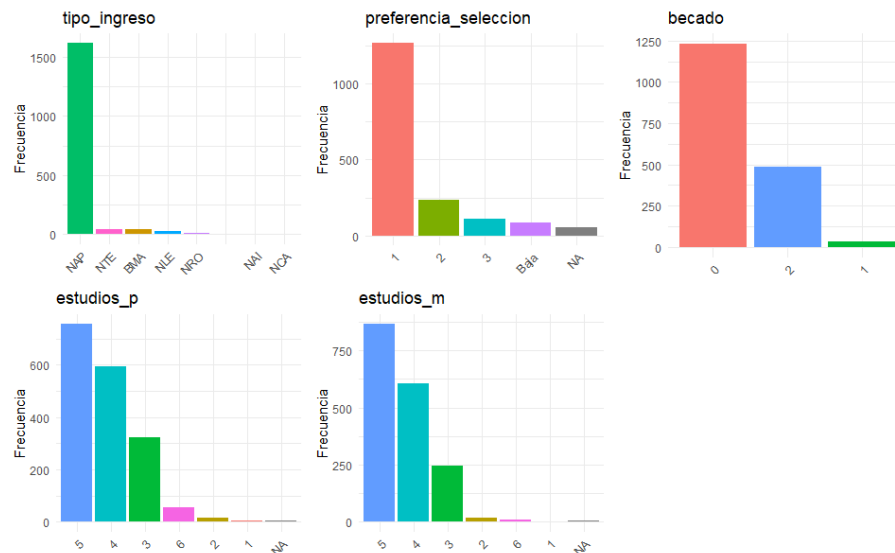 tipo_ingreso
Frecuencia
1500
1000
500
0
NAP
NTE
BMA
NLE
NRO
NAI
NCA
preferencia_seleccion
Frecuencia
1000
500
0
1
2
3
Baja
NA
becado
Frecuencia
1250
1000
750
500
250
0
0
2
1
estudios_p
Frecuencia
600
400
200
0
5
4
3
6
2
1
NA
estudios_m
Frecuencia
750
500
250
0
5
4
3
2
6
1
NA